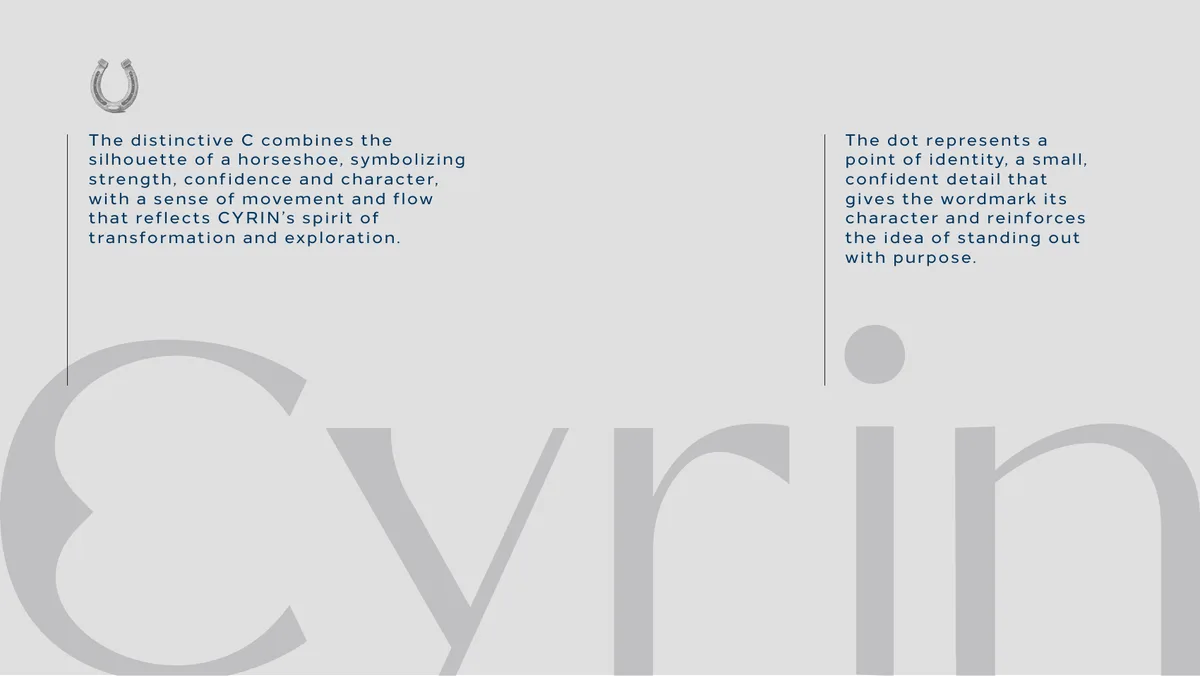 The distinctive C combines the
silhouette of a horseshoe, symbolizing
strength, confidence and character,
with a sense of movement and flow
that reflects CYRIN’s spirit of
transformation and exploration.
The dot represents a
point of identity, a small,
confident detail that
gives the wordmark its
character and reinforces
the idea of standing out
with purpose.
Cyrin